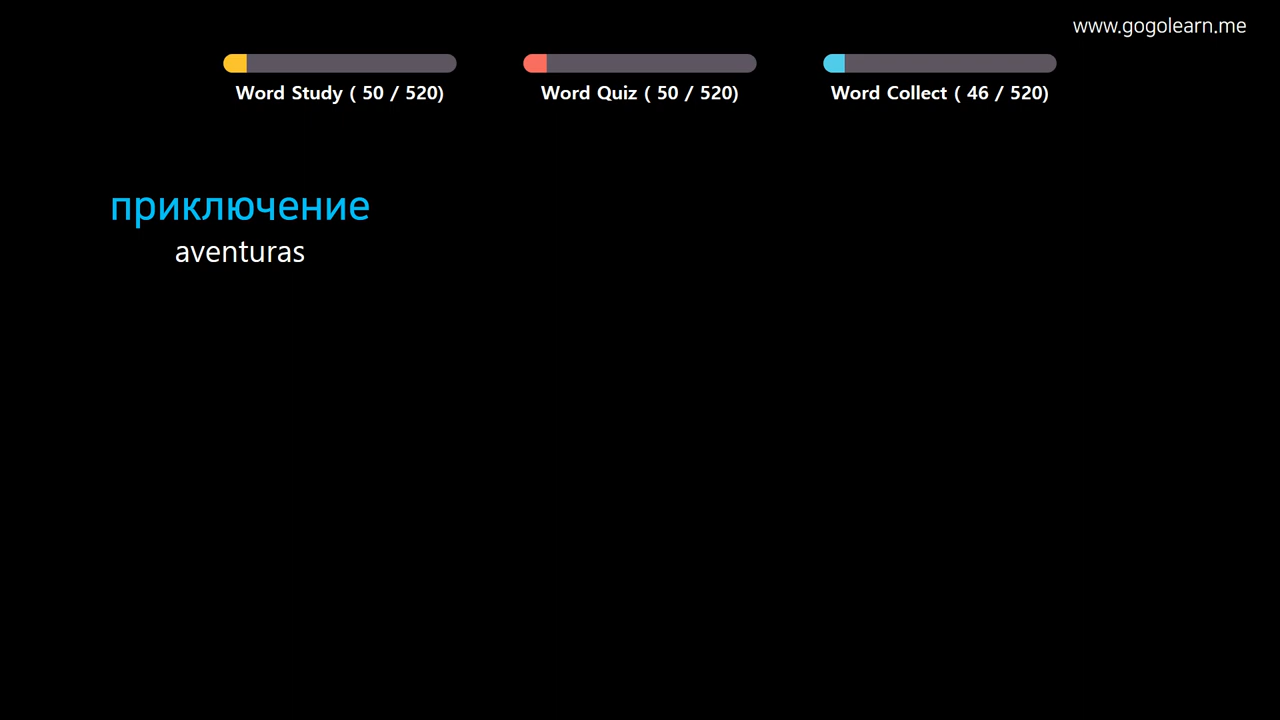 www.gogolearn.me
Word Study ( 50 / 520)
Word Quiz ( 50 / 520)
Word Collect ( 46 / 520)
приключение
aventuras